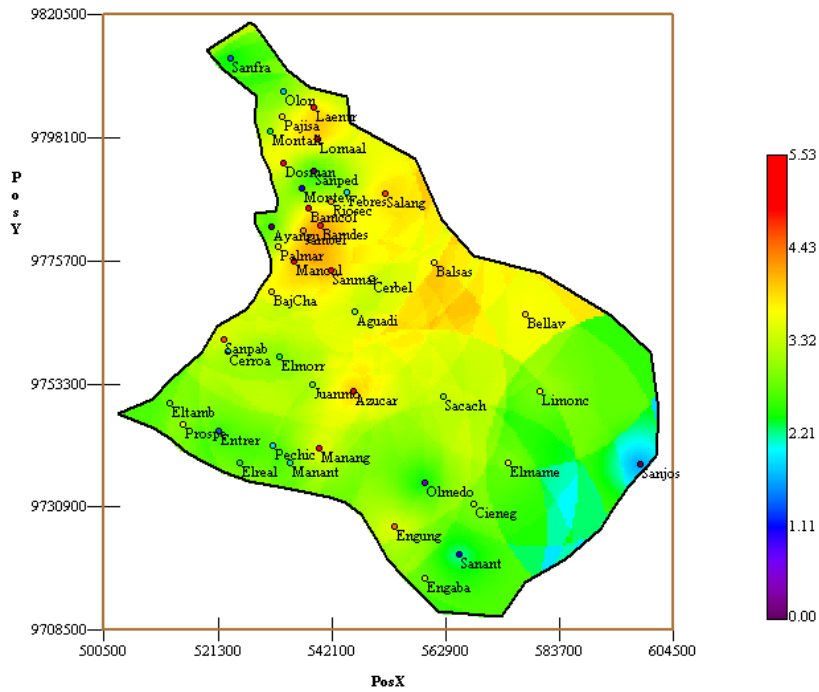 9820500
Sanfra
Olon
Laentr
Pajisa
Montan
9798100
Lomaal
5.53
Dosman
Sanped
P
o
s
Y
Montev
Febres
Salang
Riosec
Bamcol
Ayangu
Bamdes
4.43
Palmar
9775700
Mancol
Balsas
Sanmar
Cerbel
BajCha
Aguadi
Bellav
3.32
Sanpab
Cerroa
Elmorr
9753300
Juanmo
Azucar
Sacach
Limonc
Eltamb
2.21
Prospe
Entrer
Pechic
Manang
Elreal
Manant
Elmame
Sanjos
Olmedo
9730900
Cieneg
1.11
Engung
Sanant
Engaba
0.00
9708500
500500
521300
542100
562900
583700
604500
PosX